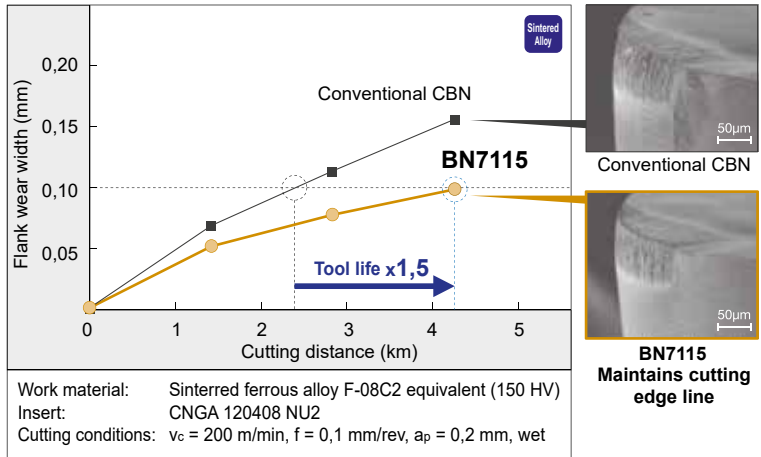 Sintered
Alloy
Flank wear width (mm)
0,20
0,15
0,10
0,05
Conventional CBN
BN7115
Tool life x1,5
0 1 2 3 4 5
Cutting distance (km)
50µm
Conventional CBN
50µm
BN7115
Maintains cutting
edge line
Work material: Sinterred ferrous alloy F-08C2 equivalent (150 HV)
Insert: CNGA 120408 NU2
Cutting conditions: vc = 200 m/min, f = 0,1 mm/rev, ap = 0,2 mm, wet